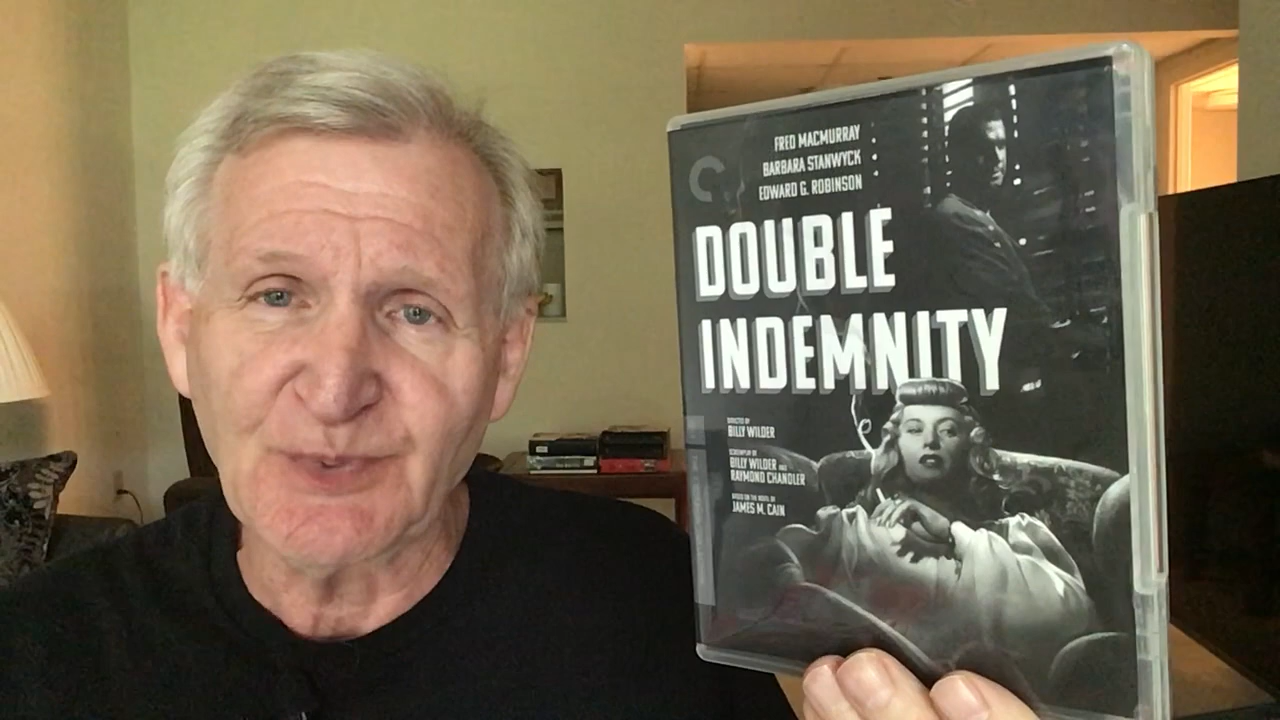 FRED MACMURRAY
BARBARA STANWYCK
EDWARD G. ROBINSON
DOUBLE
INDEMNITY
DIRECTED BY
BILLY WILDER
SCREENPLAY BY
BILLY WILDER AND
RAYMOND CHANDLER
BASED ON THE NOVEL BY
JAMES M. CAIN